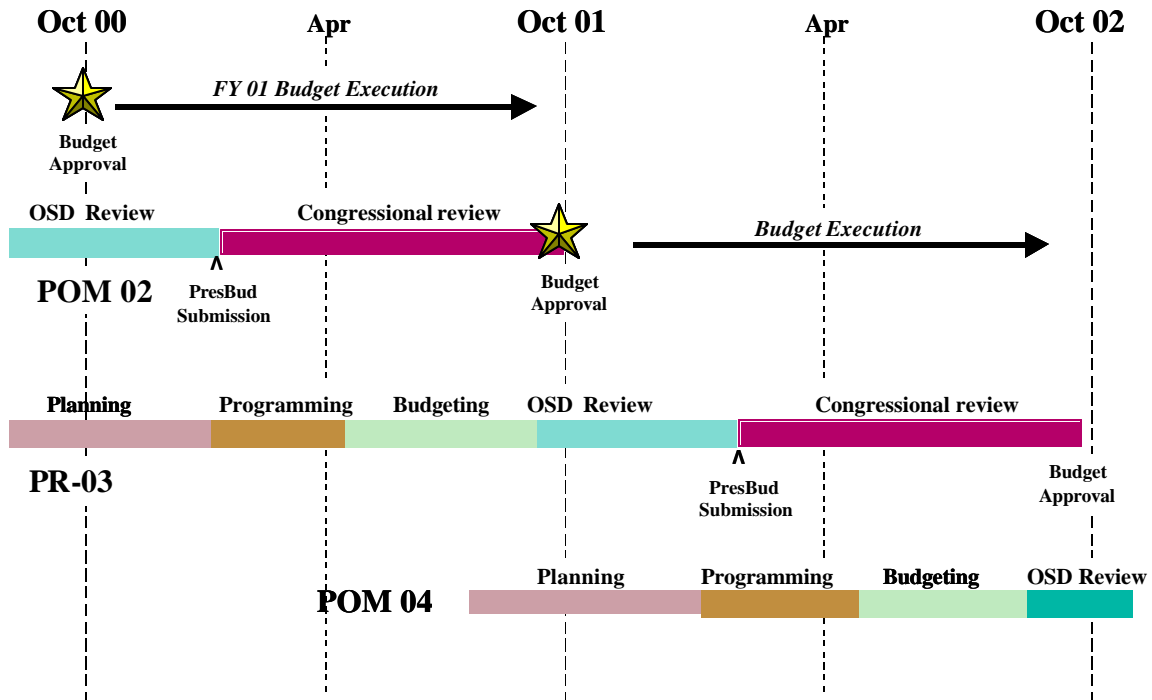 Oct 00 Apr Oct 01 Apr Oct 02
FY 01 Budget Execution
Budget
Approval
OSD Review Congressional review
Budget Execution
POM 02
^
PresBud
Submission
Budget
Approval
Planning Programming Budgeting OSD Review Congressional review
PR-03
^
PresBud
Submission
Budget
Approval
Planning Programming Budgeting OSD Review
POM 04